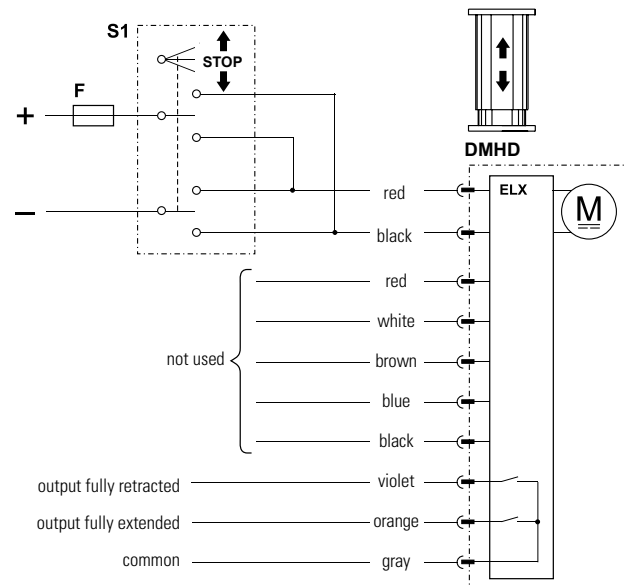 S1
STOP
F
+
—
DMHD
ELX
M
red
black
red
white
not used
brown
blue
black
output fully retracted violet
output fully extended orange
common gray